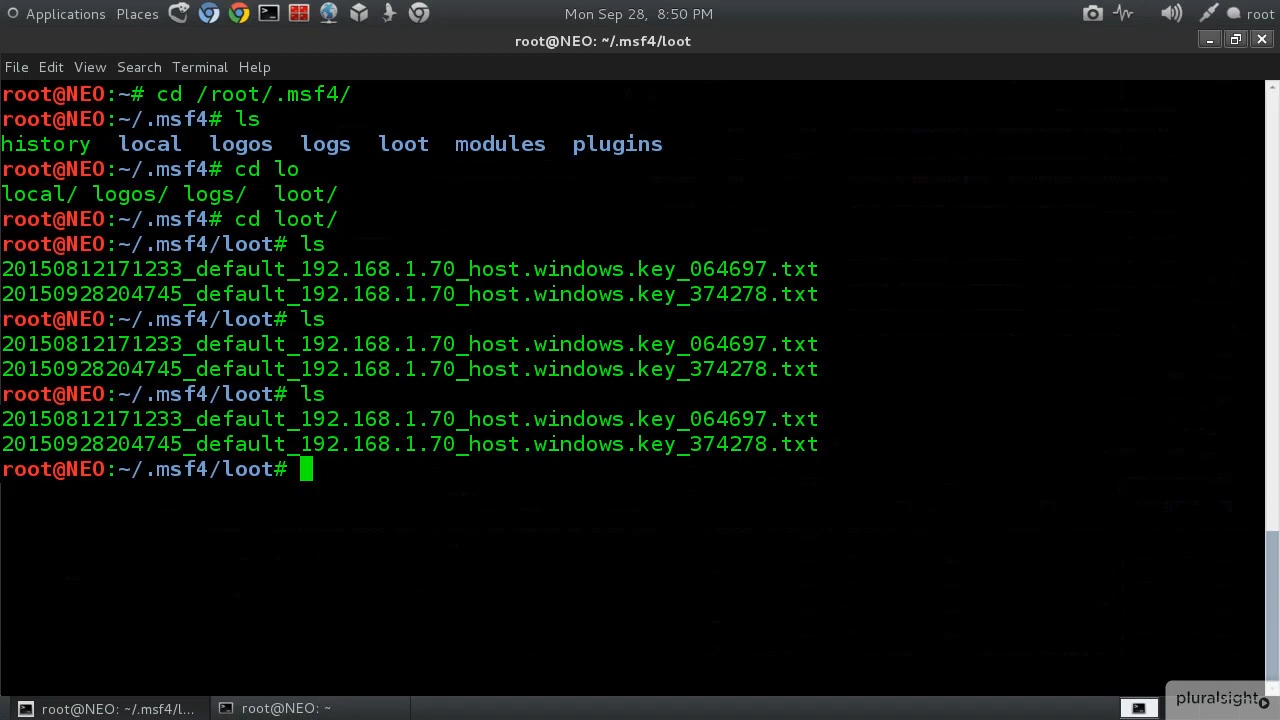 Applications Places Mon Sep 28, 8:50 PM root
root@NEO: ~/.msf4/loot
File Edit View Search Terminal Help
root@NEO:~# cd /root/.msf4/
root@NEO:~/.msf4# ls
history local logos logs loot modules plugins
root@NEO:~/.msf4# cd lo
local/ logos/ logs/ loot/
root@NEO:~/.msf4# cd loot/
root@NEO:~/.msf4/loot# ls
20150812171233_default_192.168.1.70_host.windows.key_064697.txt
20150928204745_default_192.168.1.70_host.windows.key_374278.txt
root@NEO:~/.msf4/loot# ls
20150812171233_default_192.168.1.70_host.windows.key_064697.txt
20150928204745_default_192.168.1.70_host.windows.key_374278.txt
root@NEO:~/.msf4/loot# ls
20150812171233_default_192.168.1.70_host.windows.key_064697.txt
20150928204745_default_192.168.1.70_host.windows.key_374278.txt
root@NEO:~/.msf4/loot#
root@NEO: ~/.msf4/l... root@NEO: ~
pluralsight